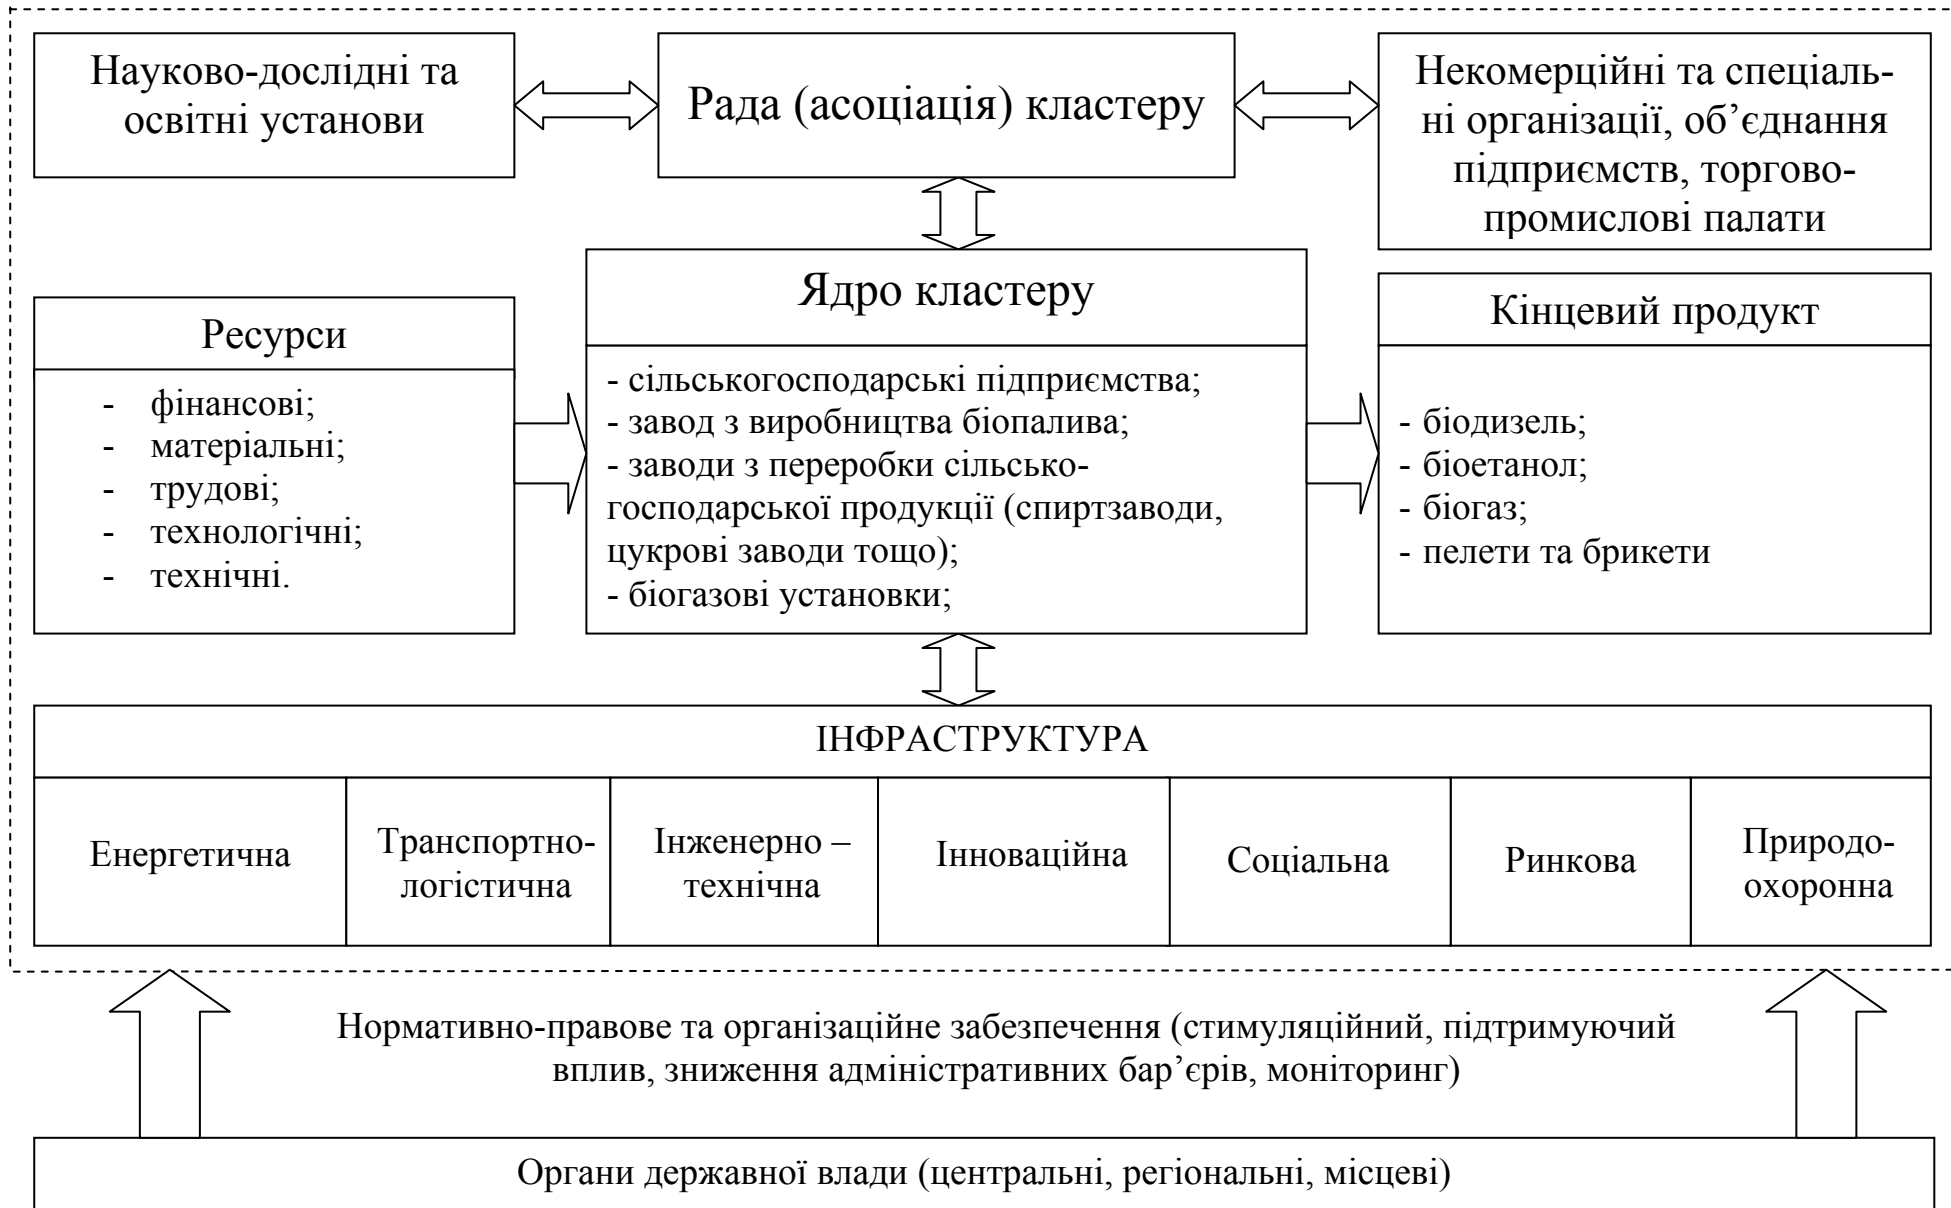 Науково-дослідні та
освітні установи
Рада (асоціація) кластеру
Некомерційні та спеціаль-
ні організації, об’єднання
підприємств, торгово-
промислові палати
Ресурси
- фінансові;
- матеріальні;
- трудові;
- технологічні;
- технічні.
Ядро кластеру
- сільськогосподарські підприємства;
- завод з виробництва біопалива;
- заводи з переробки сільсько-
господарської продукції (спиртзаводи,
цукрові заводи тощо);
- біогазові установки;
Кінцевий продукт
- біодизель;
- біоетанол;
- біогаз;
- пелети та брикети
ІНФРАСТРУКТУРА
Енергетична
Транспортно-
логістична
Інженерно –
технічна
Інноваційна
Соціальна
Ринкова
Природо-
охоронна
Нормативно-правове та організаційне забезпечення (стимуляційний, підтримуючий
вплив, зниження адміністративних бар’єрів, моніторинг)
Органи державної влади (центральні, регіональні, місцеві)